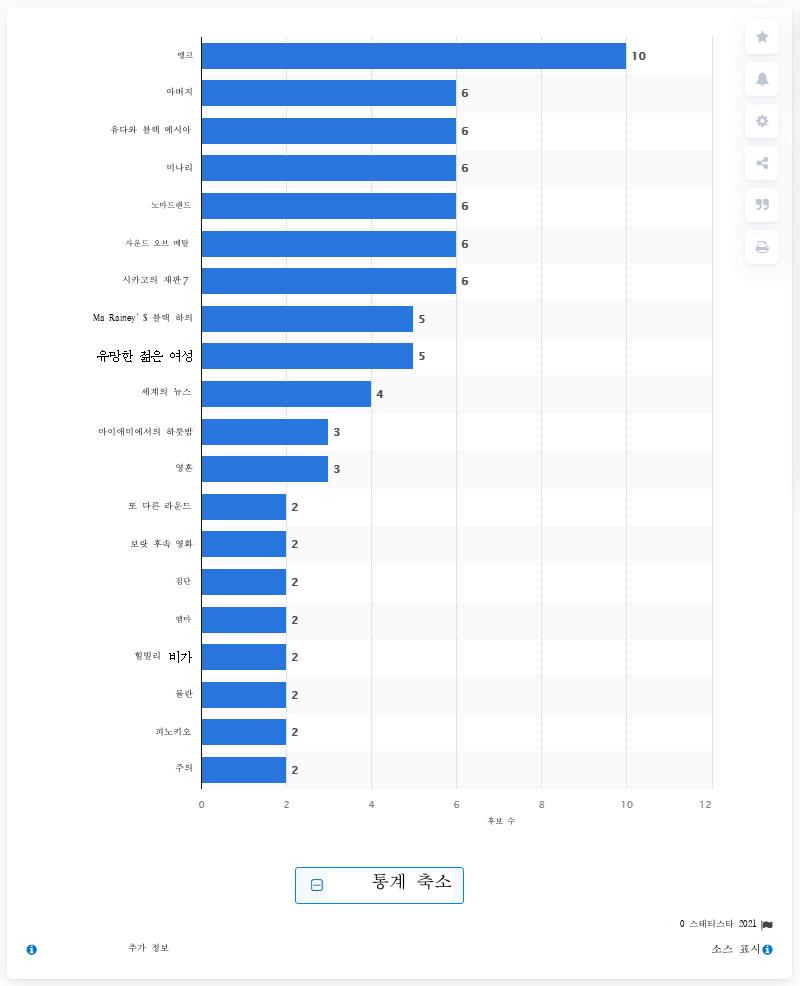 맹크 10
아버지 6
유다와 블랙 메시아 6
미나리 6
노마드랜드 6
사운드 오브 메탈 6
시카고의 재판 7 6
Ma Rainey' S 블랙 하의 5
유망한 젊은 여성 5
세계의 뉴스 4
마이애미에서의 하룻밤 3
영혼 3
또 다른 라운드 2
보랏 후속 영화 2
집단 2
엠마 2
힐빌리 비가 2
뮬란 2
피노키오 2
주의 2
0 2 4 6 8 10 12
후보 수
통계 축소
0 스태티스타 2021
추가 정보 소스 표시